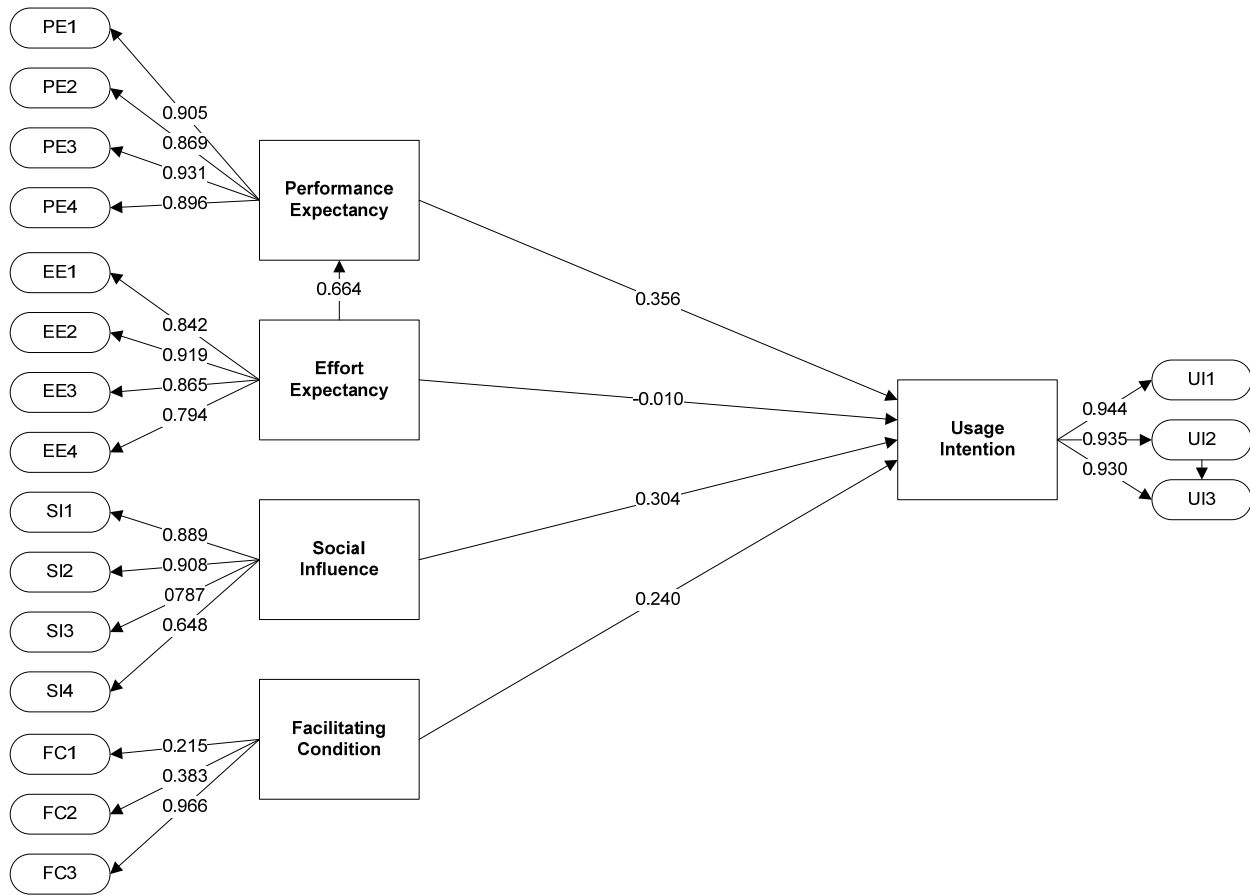 PE1
PE2
PE3
PE4
0.905
0.869
0.931
0.896
Performance
Expectancy
0.664
EE1
EE2
EE3
EE4
0.842
0.919
0.865
0.794
Effort
Expectancy
SI1
SI2
SI3
SI4
0.889
0.908
0787
0.648
Social
Influence
FC1
FC2
FC3
0.215
0.383
0.966
Facilitating
Condition
0.356
-0.010
0.304
0.240
Usage
Intention
0.944
0.935
0.930
UI1
UI2
UI3